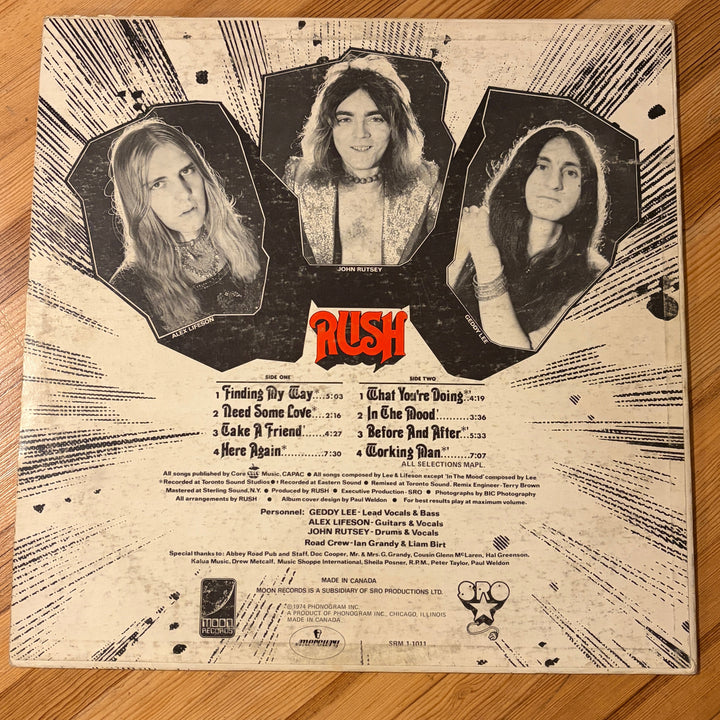 JOHN RUTSEY
ALEX LIFESON
GEDDY LEE
RUSH
SIDE ONE
1 Finding My Way....5:03
2 Need Some Love*...2:16
3 Take A Friend'......4:27
4 Here Again*.........7:30
SIDE TWO
1 What You're Doing*'4:19
2 In The Mood'........3:36
3 Before And After*'..5:33
4 Working Man*'......7:07
ALL SELECTIONS MAPL.
All songs published by Core Music, CAPAC ● All songs composed by Lee & Lifeson except 'In The Mood' composed by Lee
*Recorded at Toronto Sound Studios ● 'Recorded at Eastern Sound ● Remixed at Toronto Sound. Remix Engineer-Terry Brown
Mastered at Sterling Sound, N.Y. ● Produced by RUSH ● Executive Production-SRO ● Photographs by BIC Photography
All arrangements by RUSH ● Album cover design by Paul Weldon ● For best results play at maximum volume.
Personnel: GEDDY LEE-Lead Vocals & Bass
ALEX LIFESON-Guitars & Vocals
JOHN RUTSEY-Drums & Vocals
Road Crew-Ian Grandy & Liam Birt
Special thanks to: Abbey Road Pub and Staff, Doc Cooper, Mr. & Mrs. G. Grandy, Cousin Glenn McLaren, Hal Greenson,
Kalua Music, Drew Metcalf, Music Shoppe International, Sheila Posner, R.P.M., Peter Taylor, Paul Weldon
MADE IN CANADA
MOON RECORDS IS A SUBSIDIARY OF SRO PRODUCTIONS LTD.
MOON
RECORDS
SRO
℗1974 PHONOGRAM INC.
A PRODUCT OF PHONOGRAM INC., CHICAGO, ILLINOIS
MADE IN CANADA
mercury
SRM 1-1011